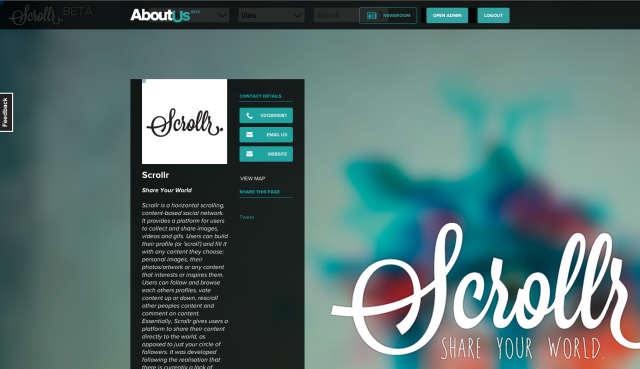 Scrollr BETA
AboutUs BETA
View
Search
NEWSROOM
OPEN ADMIN
LOGOUT
Feedback
Scrollr.
CONTACT DETAILS
EMAIL US
WEBSITE
Scrollr
VIEW MAP
Share Your World
SHARE THIS PAGE
Tweet
Scrollr is a horizontal scrolling,
content-based social network.
It provides a platform for users
to collect and share images,
videos and gifs. Users can build
their profile (or 'scroll') and fill it
with any content they choose;
personal images, their
photos/artwork or any content
that interests or inspires them.
Users can follow and browse
each others profiles, vote
content up or down, rescroll
other peoples content and
comment on content.
Essentially, Scrollr gives users a
platform to share their content
directly to the world, as
opposed to just your circle of
followers. It was developed
following the realisation that
there is currently a lack of
Scrollr
SHARE YOUR WORLD.